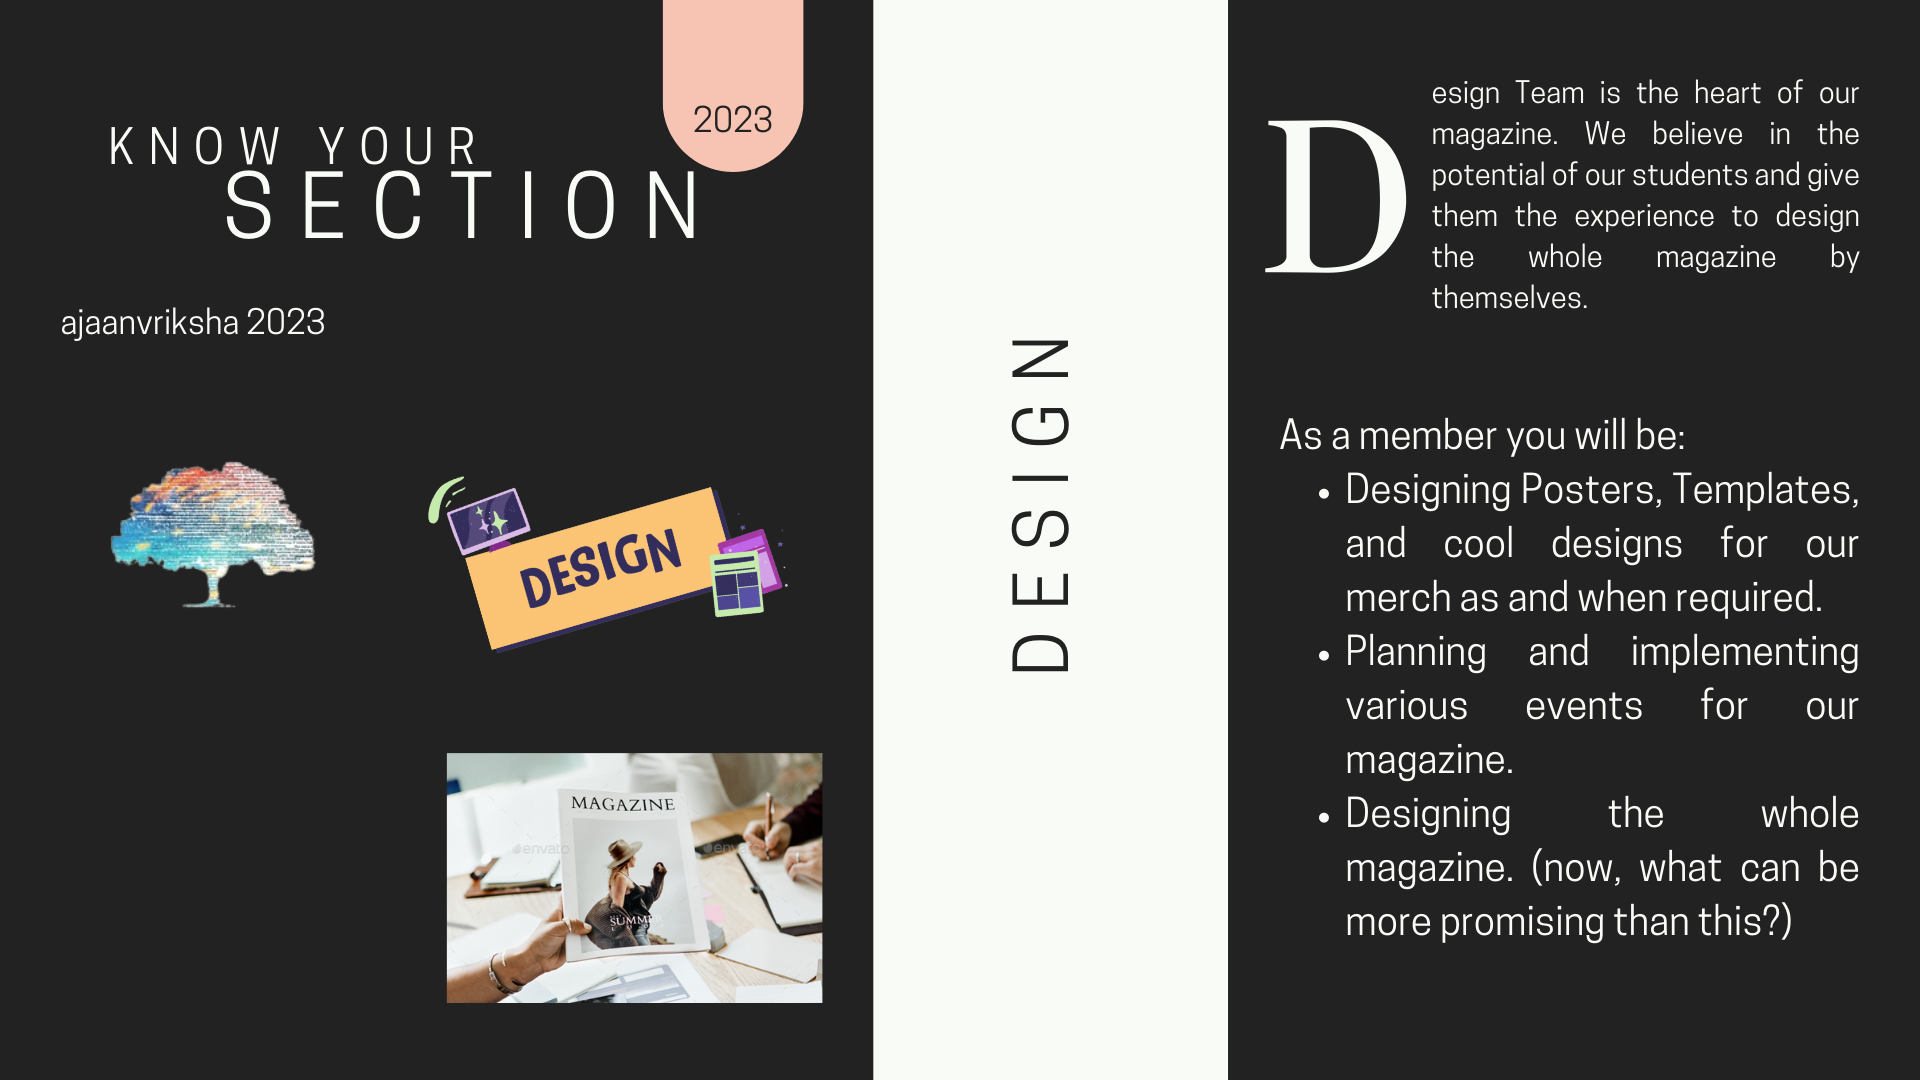 2023
KNOW YOUR
SECTION
ajaanvriksha 2023
DESIGN
MAGAZINE
SUMMER
envato
envato
DESIGN
Design Team is the heart of our
magazine. We believe in the
potential of our students and give
them the experience to design
the whole magazine by
themselves.
As a member you will be:
• Designing Posters, Templates,
and cool designs for our
merch as and when required.
• Planning and implementing
various events for our
magazine.
• Designing the whole
magazine. (now, what can be
more promising than this?)